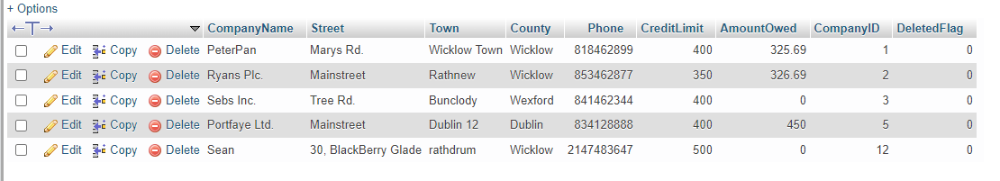 + Options
←T→ CompanyName Street Town County Phone CreditLimit AmountOwed CompanyID DeletedFlag
Edit Copy Delete PeterPan Marys Rd. Wicklow Town Wicklow 818462899 400 325.69 1 0
Edit Copy Delete Ryans Plc. Mainstreet Rathnew Wicklow 853462877 350 326.69 2 0
Edit Copy Delete Sebs Inc. Tree Rd. Bunclody Wexford 841462344 400 0 3 0
Edit Copy Delete Portfaye Ltd. Mainstreet Dublin 12 Dublin 834128888 400 450 5 0
Edit Copy Delete Sean 30, BlackBerry Glade rathdrum Wicklow 2147483647 500 0 12 0